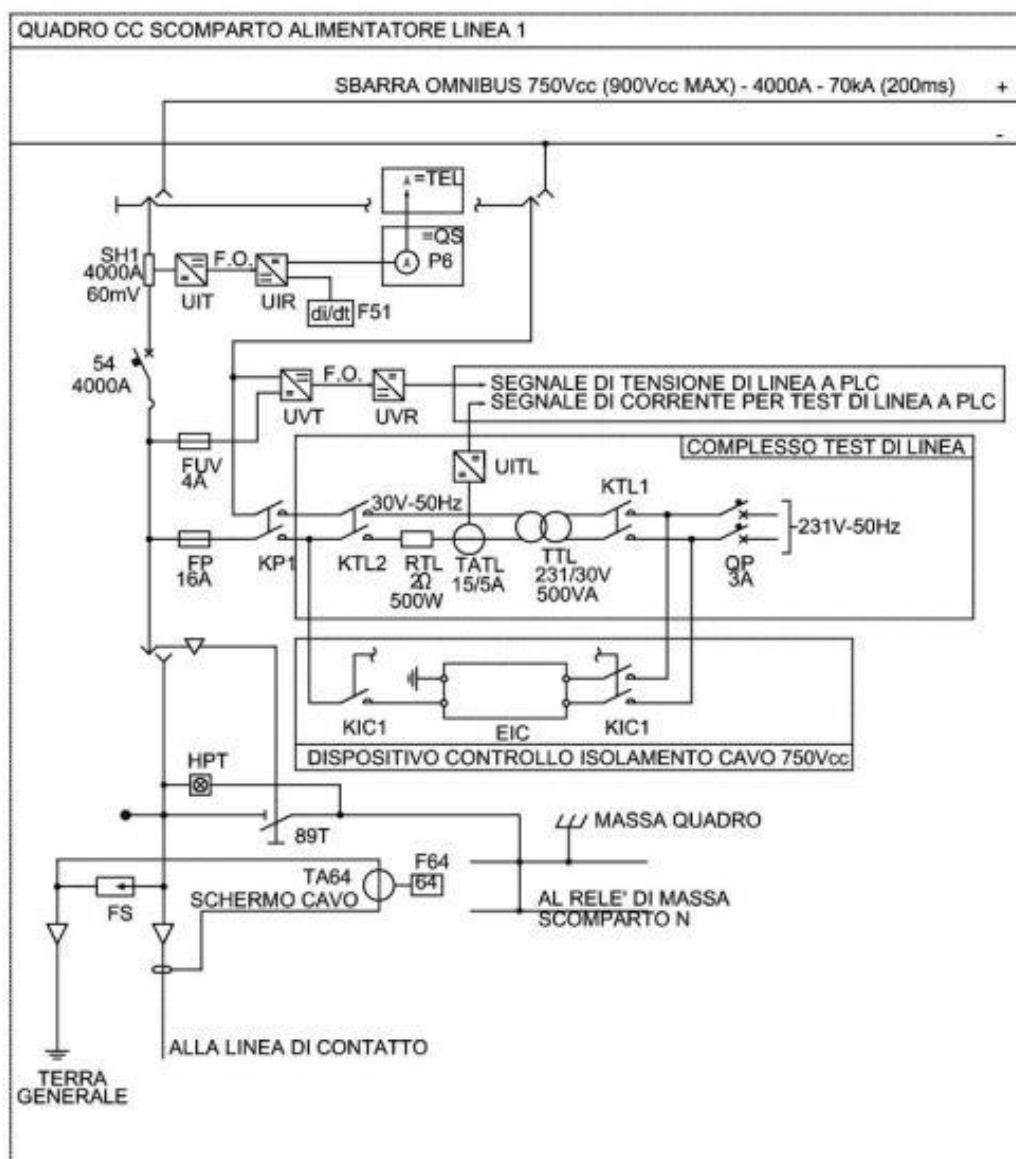 QUADRO CC SCOMPARTO ALIMENTATORE LINEA 1
SBARRA OMNIBUS 750Vcc (900Vcc MAX) - 4000A - 70kA (200ms) +
-
A =TEL
=QS
A P6
SH1
4000A
60mV
F.O.
UIT
UIR
di/dt F51
54
4000A
F.O.
UVT
UVR
SEGNALE DI TENSIONE DI LINEA A PLC
SEGNALE DI CORRENTE PER TEST DI LINEA A PLC
COMPLESSO TEST DI LINEA
FUV
4A
UITL
30V-50Hz
KTL1
231V-50Hz
FP
16A
KP1
KTL2
RTL
2Ω
500W
TATL
15/5A
TTL
231/30V
500VA
QP
3A
KIC1
EIC
KIC1
DISPOSITIVO CONTROLLO ISOLAMENTO CAVO 750Vcc
HPT
89T
MASSA QUADRO
TA64
F64
64
SCHERMO CAVO
AL RELE' DI MASSA
SCOMPARTO N
FS
ALLA LINEA DI CONTATTO
TERRA
GENERALE